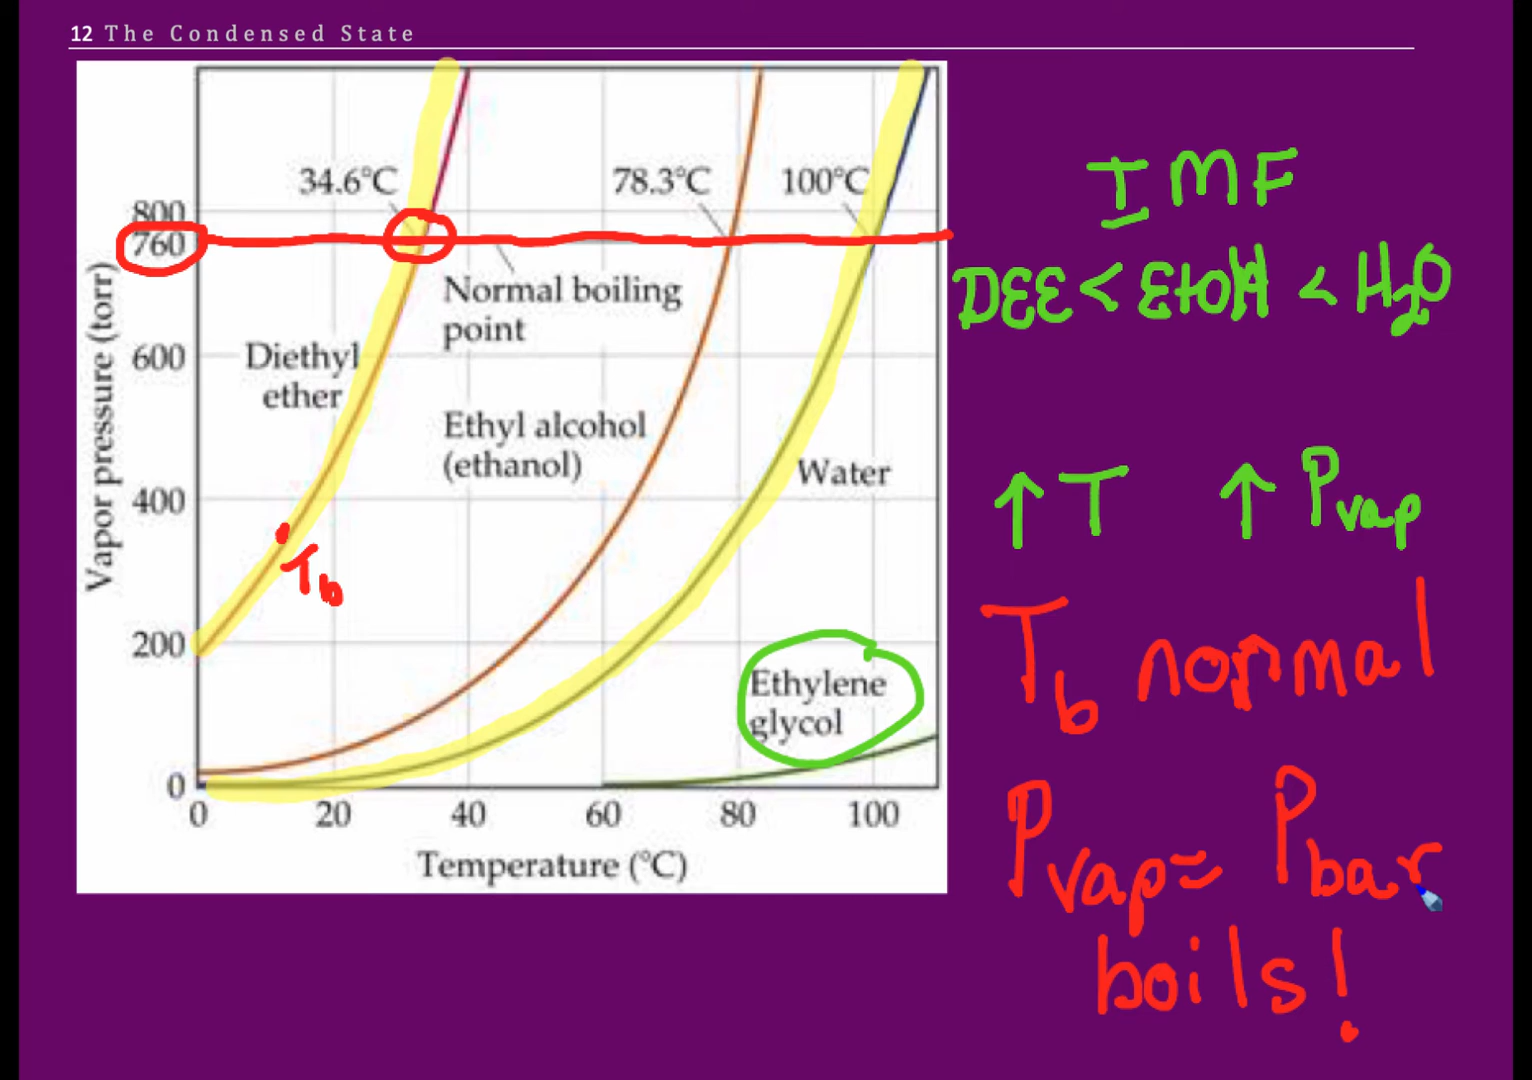 12 The Condensed State
34.6°C 78.3°C 100°C
800
760
Normal boiling
point
600
Diethyl
ether
Ethyl alcohol
(ethanol)
Water
400
Tb
200
Ethylene
glycol
0
0 20 40 60 80 100
Temperature (°C)
Vapor pressure (torr)
IMF
DEE < EtOH < H2O
↑ T ↑ Pvap
Tb normal
Pvap = Pbar
boils!